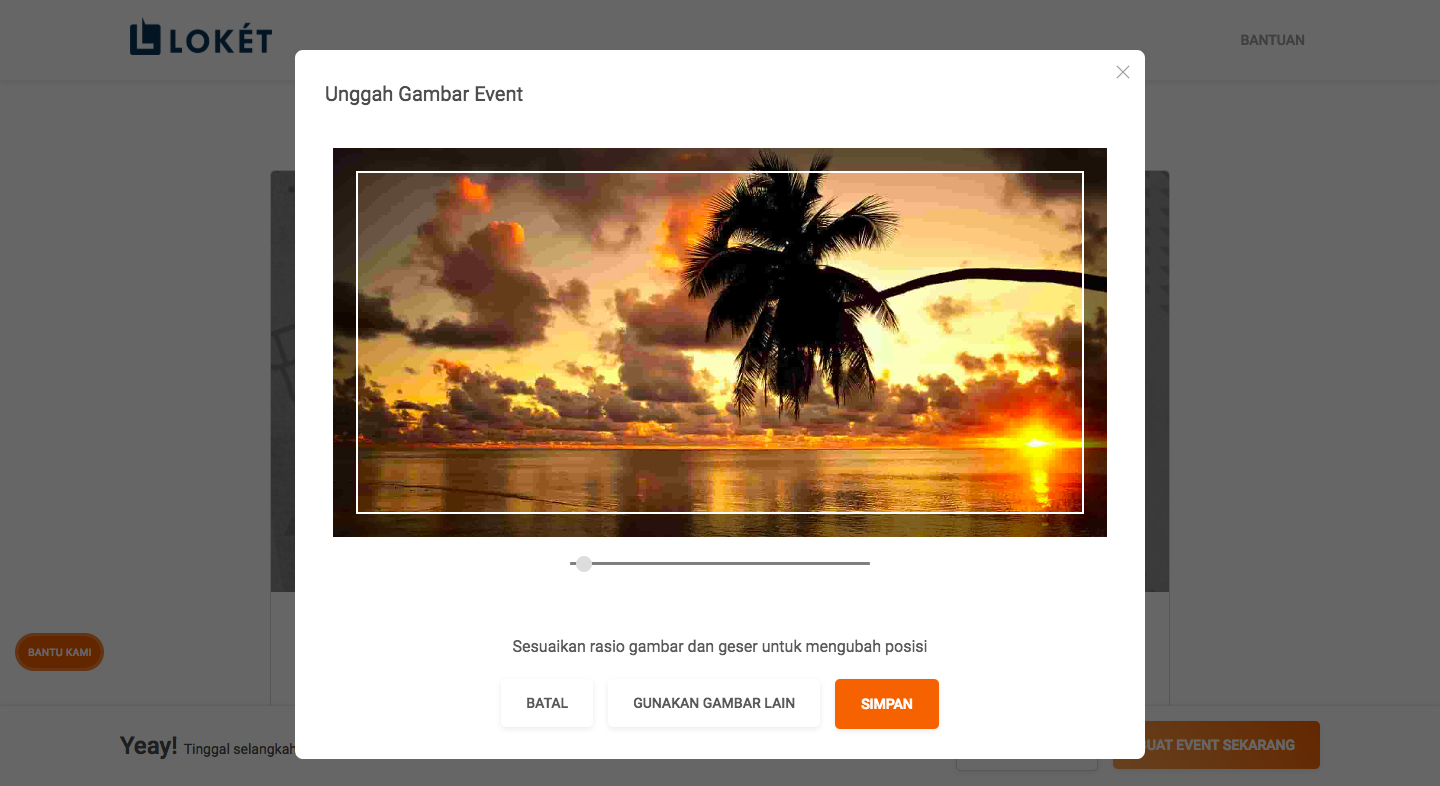 LOKÉT
BANTUAN
Unggah Gambar Event
Sesuaikan rasio gambar dan geser untuk mengubah posisi
BATAL
GUNAKAN GAMBAR LAIN
SIMPAN
BANTU KAMI
Yeay! Tinggal selangkah
EVENT SEKARANG